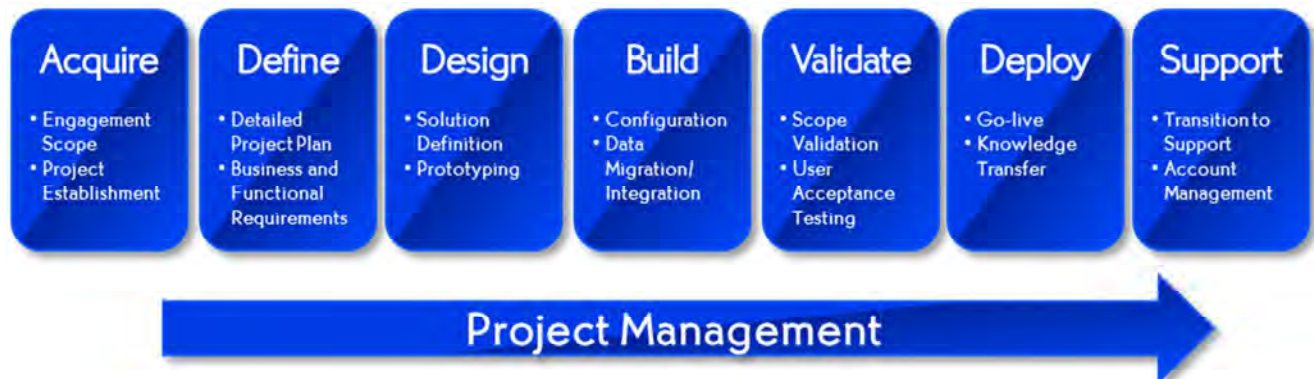 Acquire
• Engagement
Scope
• Project
Establishment
Define
• Detailed
Project Plan
• Business and
Functional
Requirements
Design
• Solution
Definition
• Prototyping
Build
• Configuration
• Data
Migration/
Integration
Validate
• Scope
Validation
• User
Acceptance
Testing
Deploy
• Go-live
• Knowledge
Transfer
Support
• Transition to
Support
• Account
Management
Project Management